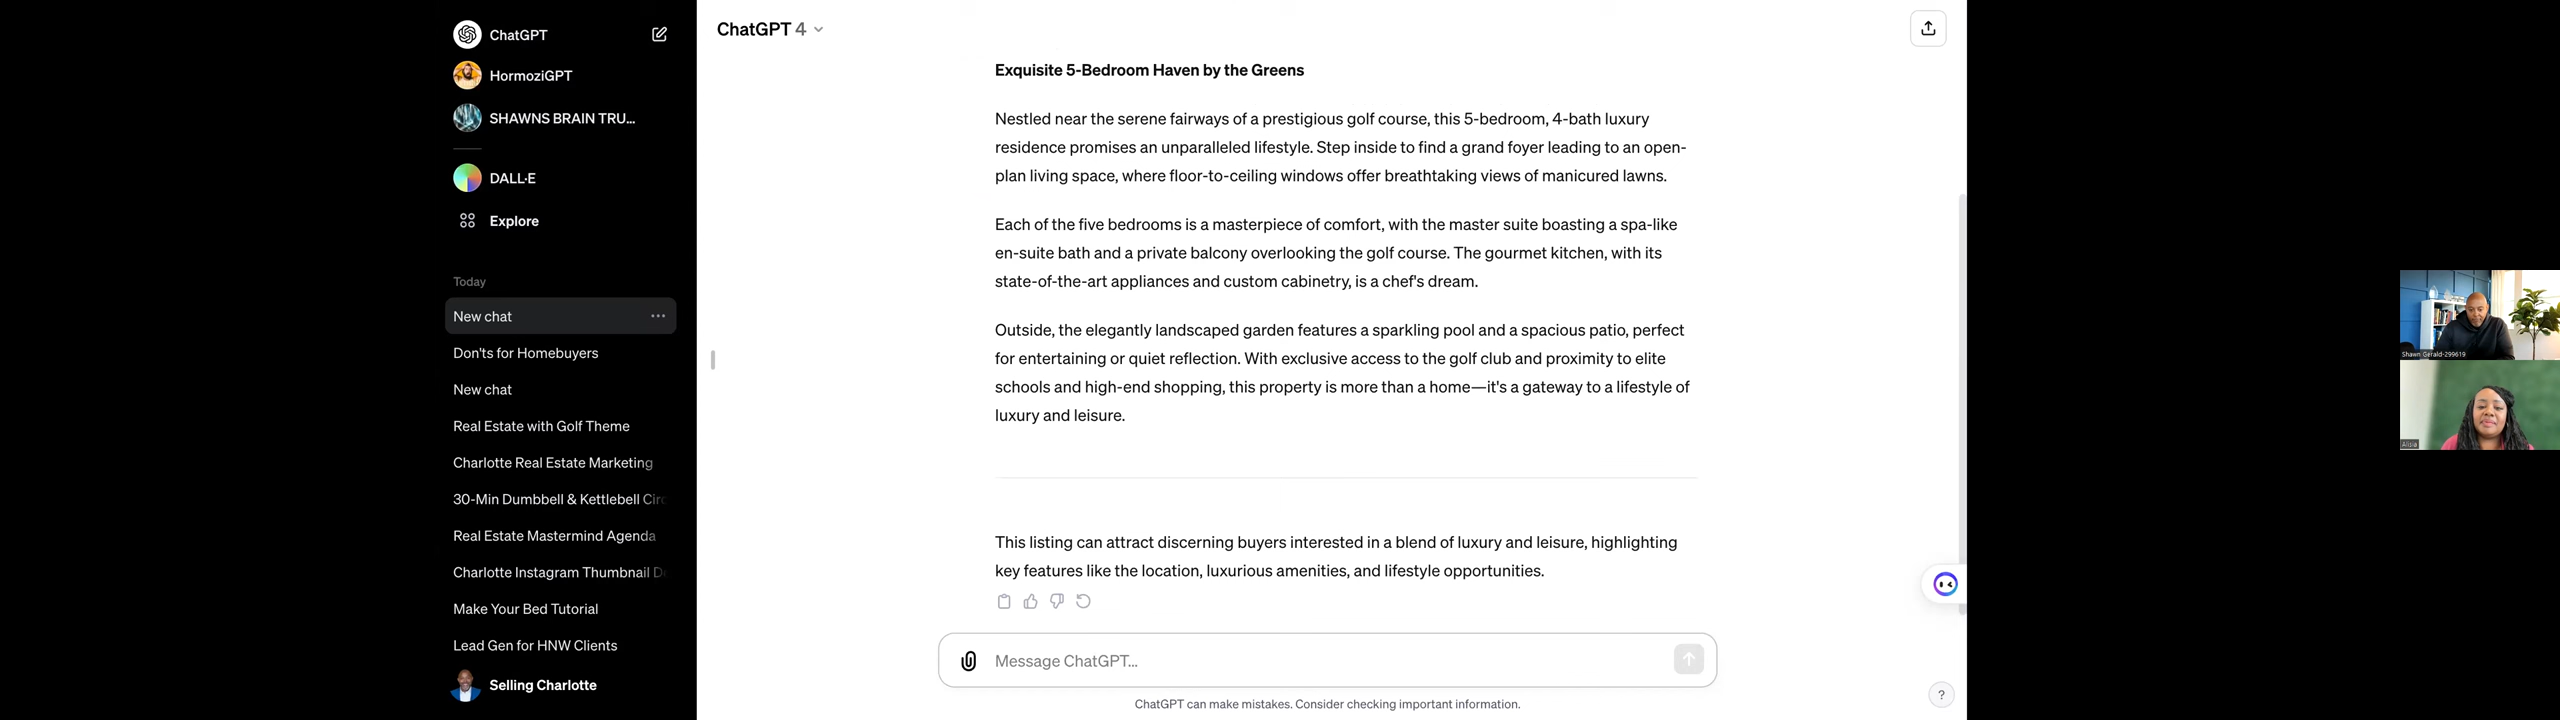 ChatGPT
HormoziGPT
SHAWNS BRAIN TRU...
DALL·E
Explore
Today
New chat
Don'ts for Homebuyers
New chat
Real Estate with Golf Theme
Charlotte Real Estate Marketing
30-Min Dumbbell & Kettlebell Circ
Real Estate Mastermind Agenda
Charlotte Instagram Thumbnail De
Make Your Bed Tutorial
Lead Gen for HNW Clients
Selling Charlotte
ChatGPT 4
Exquisite 5-Bedroom Haven by the Greens
Nestled near the serene fairways of a prestigious golf course, this 5-bedroom, 4-bath luxury
residence promises an unparalleled lifestyle. Step inside to find a grand foyer leading to an open-
plan living space, where floor-to-ceiling windows offer breathtaking views of manicured lawns.
Each of the five bedrooms is a masterpiece of comfort, with the master suite boasting a spa-like
en-suite bath and a private balcony overlooking the golf course. The gourmet kitchen, with its
state-of-the-art appliances and custom cabinetry, is a chef's dream.
Outside, the elegantly landscaped garden features a sparkling pool and a spacious patio, perfect
for entertaining or quiet reflection. With exclusive access to the golf club and proximity to elite
schools and high-end shopping, this property is more than a home—it's a gateway to a lifestyle of
luxury and leisure.
This listing can attract discerning buyers interested in a blend of luxury and leisure, highlighting
key features like the location, luxurious amenities, and lifestyle opportunities.
Message ChatGPT...
ChatGPT can make mistakes. Consider checking important information.
?
Shawn Gerald-299619
Alisia